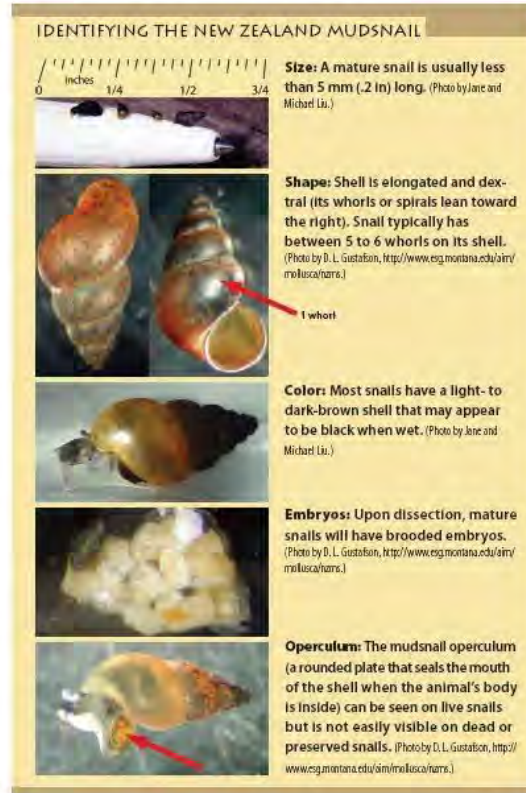 IDENTIFYING THE NEW ZEALAND MUDSNAIL
Inches
0 1/4 1/2 3/4
Size: A mature snail is usually less
than 5 mm (.2 in) long. (Photo by Jane and
Michael Liu.)
Shape: Shell is elongated and dex-
tral (its whorls or spirals lean toward
the right). Snail typically has
between 5 to 6 whorls on its shell.
(Photo by D. L. Gustafson, http://www.esg.montana.edu/aim/
mollusca/nzms.)
1 whorl
Color: Most snails have a light- to
dark-brown shell that may appear
to be black when wet. (Photo by Jane and
Michael Liu.)
Embryos: Upon dissection, mature
snails will have brooded embryos.
(Photo by D. L. Gustafson, http://www.esg.montana.edu/aim/
mollusca/nzms.)
Operculum: The mudsnail operculum
(a rounded plate that seals the mouth
of the shell when the animal's body
is inside) can be seen on live snails
but is not easily visible on dead or
preserved snails. (Photo by D. L. Gustafson, http://
www.esg.montana.edu/aim/mollusca/nzms.)